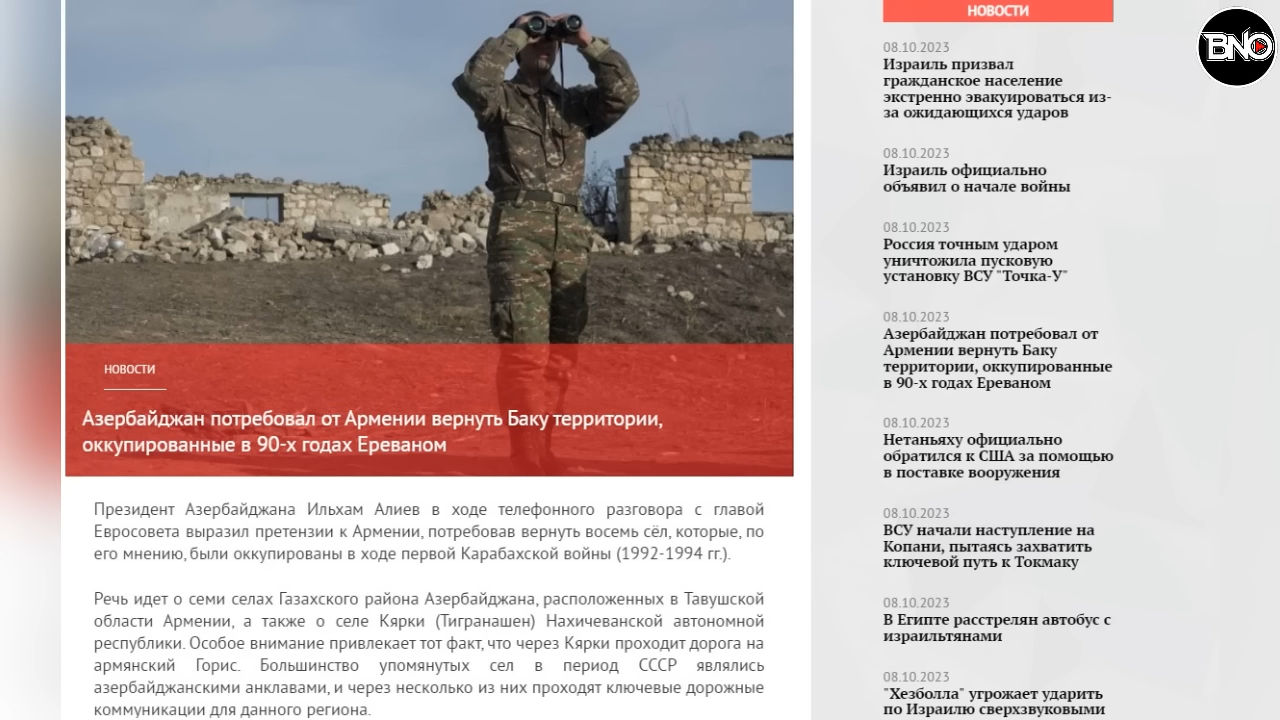 НОВОСТИ
Азербайджан потребовал от Армении вернуть Баку территории,
оккупированные в 90-х годах Ереваном
Президент Азербайджана Ильхам Алиев в ходе телефонного разговора с главой
Евросовета выразил претензии к Армении, потребовав вернуть восемь сёл, которые, по
его мнению, были оккупированы в ходе первой Карабахской войны (1992-1994 гг.).
Речь идет о семи селах Газахского района Азербайджана, расположенных в Тавушской
области Армении, а также о селе Кярки (Тигранашен) Нахичеванской автономной
республики. Особое внимание привлекает тот факт, что через Кярки проходит дорога на
армянский Горис. Большинство упомянутых сел в период СССР являлись
азербайджанскими анклавами, и через несколько из них проходят ключевые дорожные
коммуникации для данного региона.
НОВОСТИ
08.10.2023
Израиль призвал
гражданское население
экстренно эвакуироваться из-
за ожидающихся ударов
08.10.2023
Израиль официально
объявил о начале войны
08.10.2023
Россия точным ударом
уничтожила пусковую
установку ВСУ "Точка-У"
08.10.2023
Азербайджан потребовал от
Армении вернуть Баку
территории, оккупированные
в 90-х годах Ереваном
08.10.2023
Нетаньяху официально
обратился к США за помощью
в поставке вооружения
08.10.2023
ВСУ начали наступление на
Копани, пытаясь захватить
ключевой путь к Токмаку
08.10.2023
В Египте расстрелян автобус с
израильтянами
08.10.2023
"Хезболла" угрожает ударить
по Израилю сверхзвуковыми
BNO